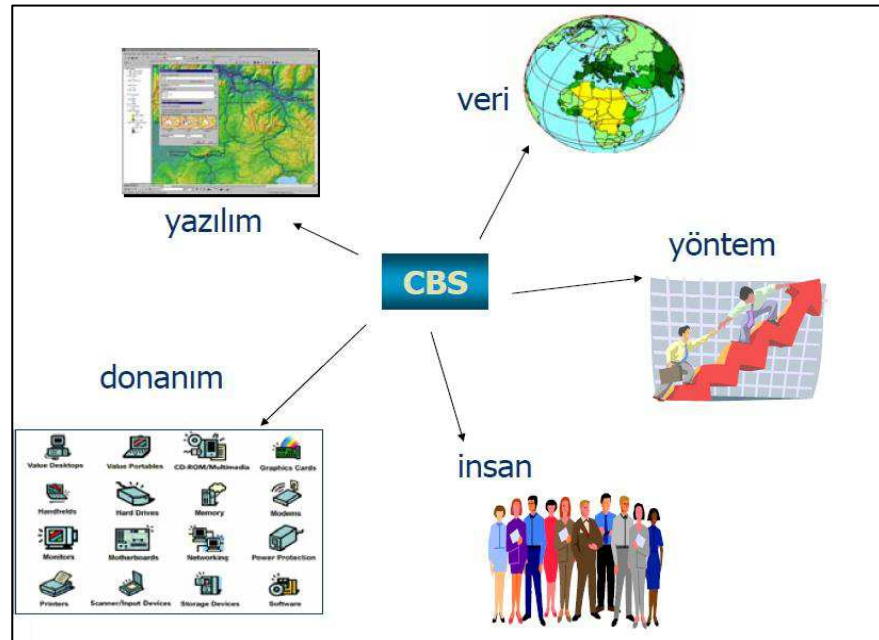 veri
yazılım
CBS
yöntem
donanım
Value Desktops Value Portables CD-ROM/Multimedia Graphics Cards
Handhelds Hard Drives Memory Modems
Monitors Motherboards Networking Power Protection
Printers Scanner/Input Devices Storage Devices Software
insan